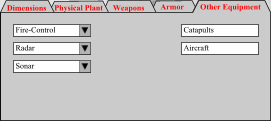 Dimensions Physical Plant Weapons Armor Other Equipment
Fire-Control Catapults
Radar Aircraft
Sonar